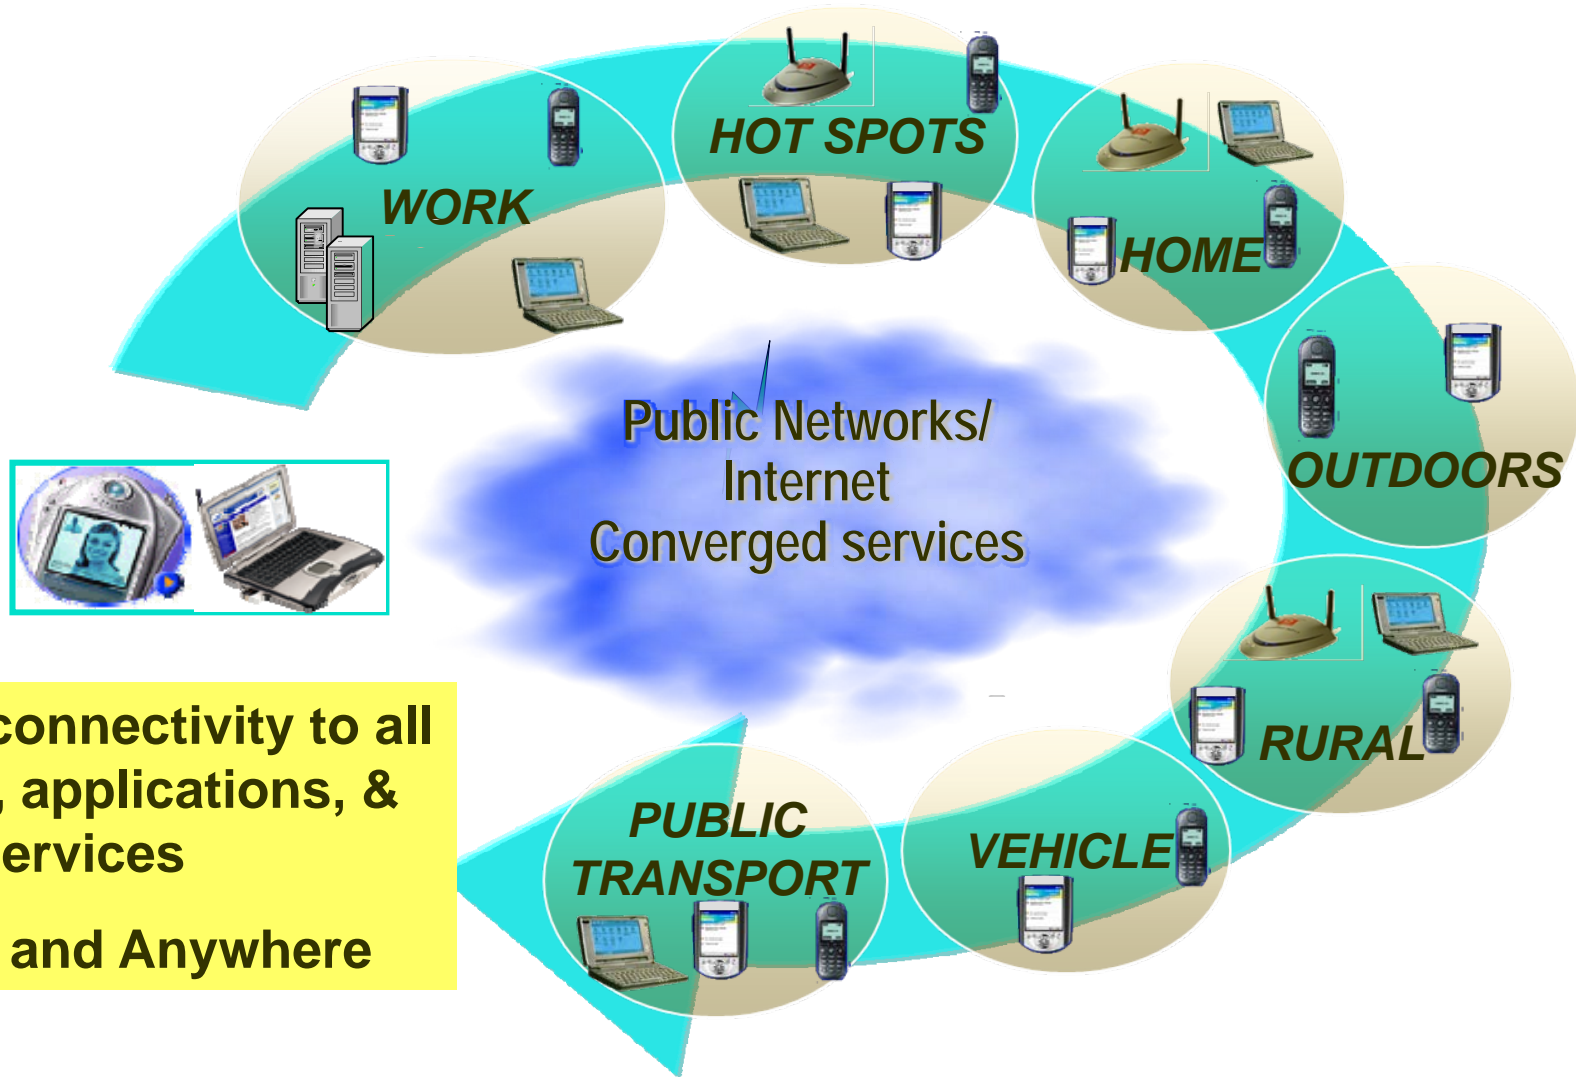 HOT SPOTS
WORK
HOME
Public Networks/
Internet
Converged services
OUTDOORS
RURAL
VEHICLE
PUBLIC
TRANSPORT
connectivity to all
, applications, &
ervices
and Anywhere